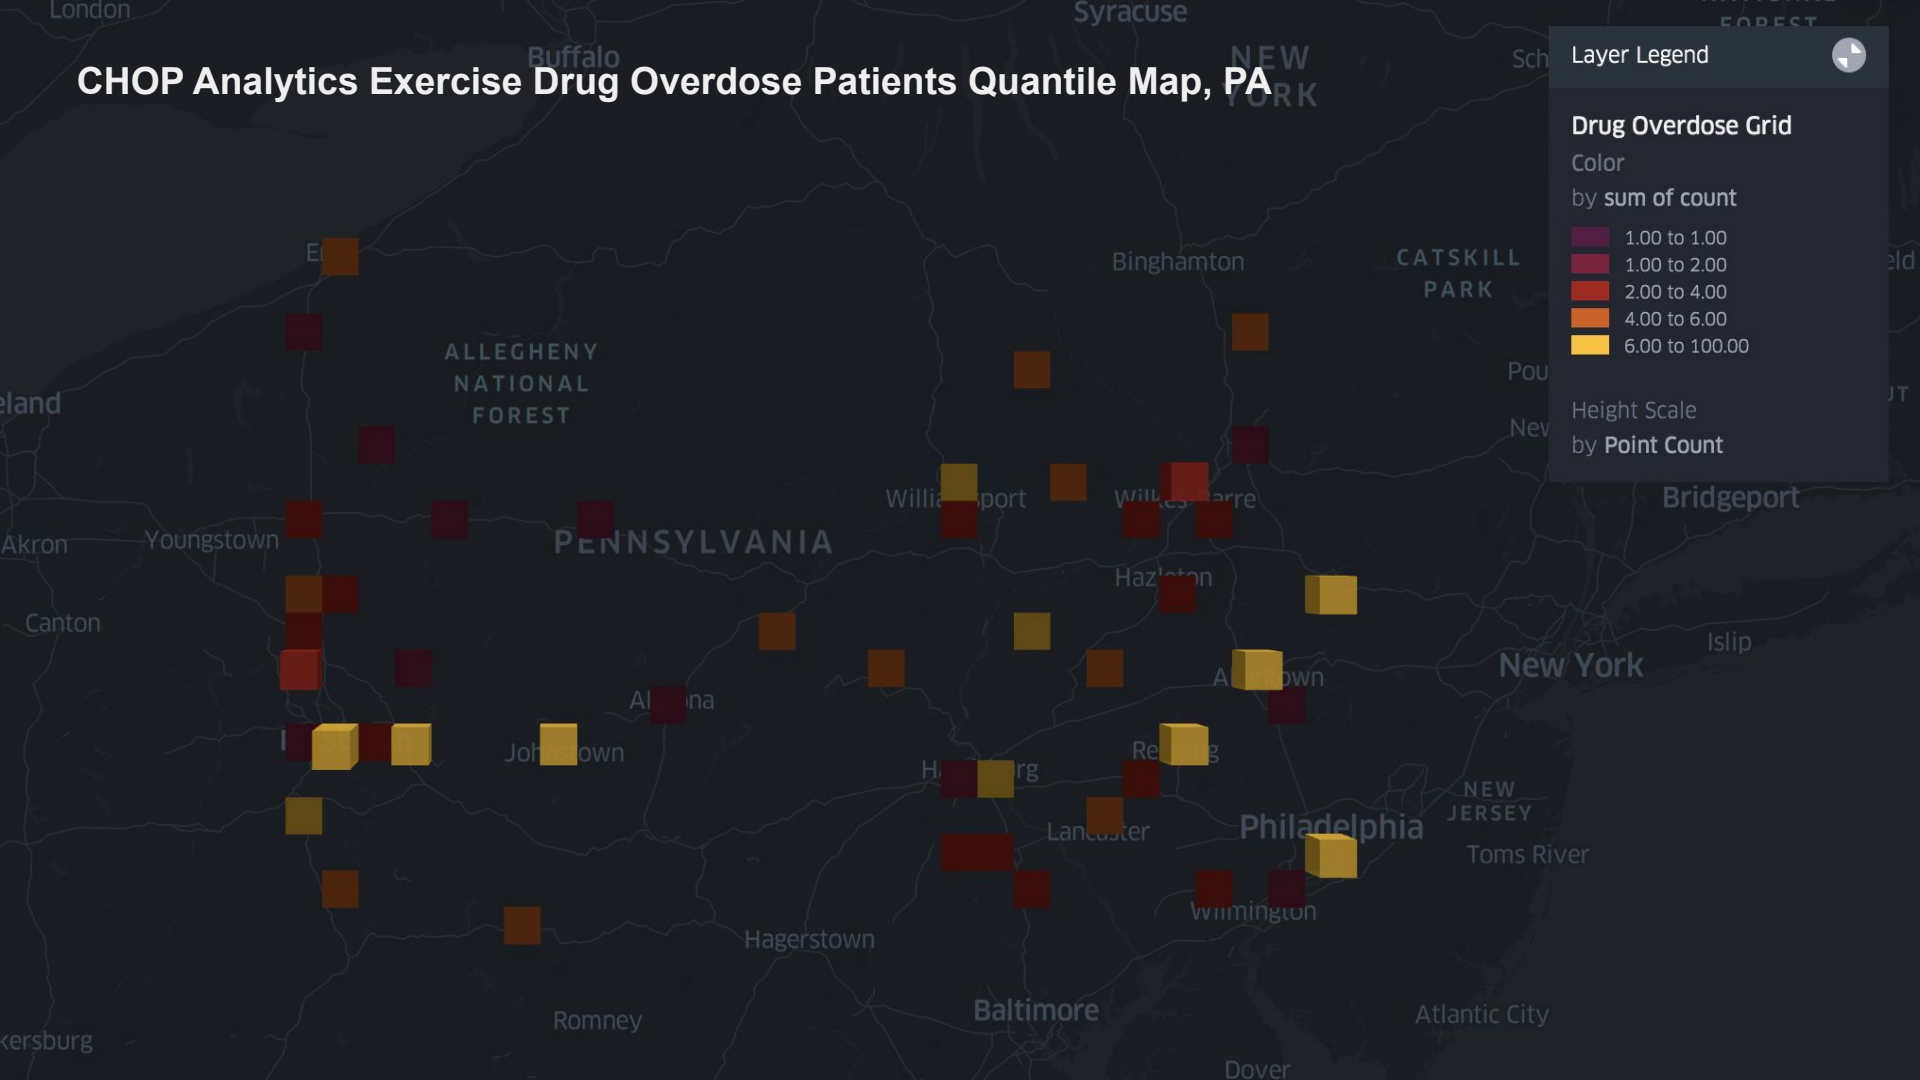 London
Syracuse
FOREST
Buffalo
NEW
YORK
CHOP Analytics Exercise Drug Overdose Patients Quantile Map, PA
Layer Legend
Drug Overdose Grid
Color
by sum of count
1.00 to 1.00
1.00 to 2.00
2.00 to 4.00
4.00 to 6.00
6.00 to 100.00
Height Scale
by Point Count
Binghamton
CATSKILL
PARK
ALLEGHENY
NATIONAL
FOREST
eland
Bridgeport
Akron
Youngstown
PENNSYLVANIA
Canton
Islip
New York
Philadelphia
NEW
JERSEY
Toms River
Wilmington
Hagerstown
Baltimore
Romney
Atlantic City
kersburg
Dover